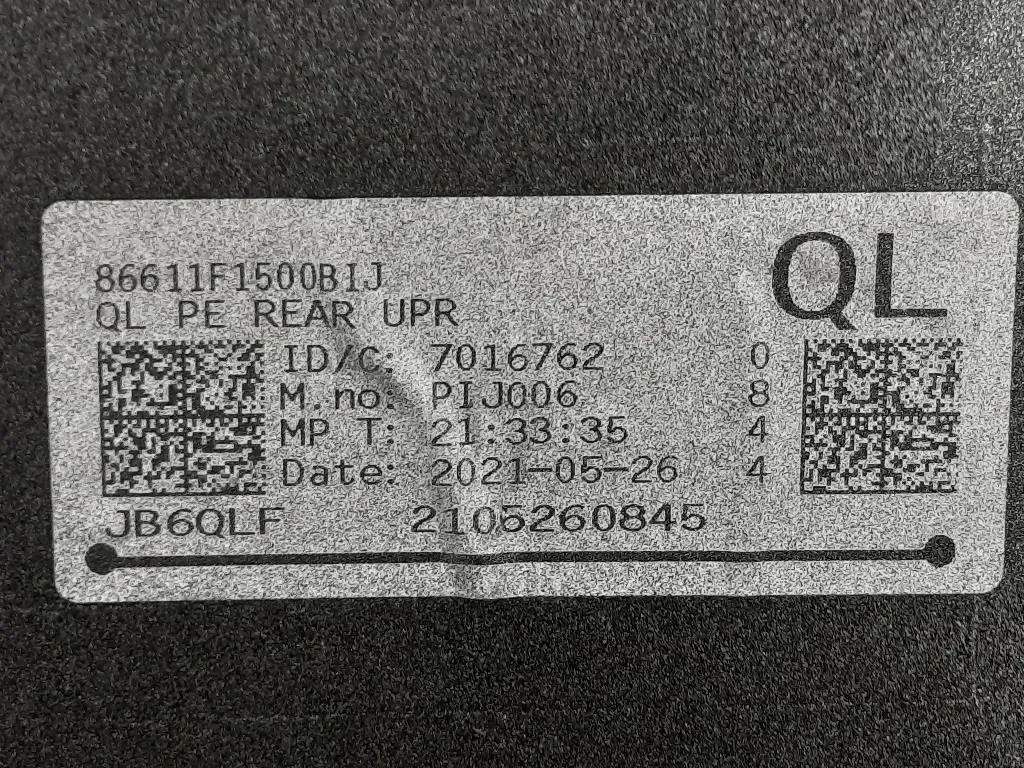 QL
86611F1500BIJ
QL PE REAR UPR
ID/C: 7016762 0
M.no: PIJ006 8
MP T: 21:33:35 4
Date: 2021-05-26 4
JB6QLF 2105260845